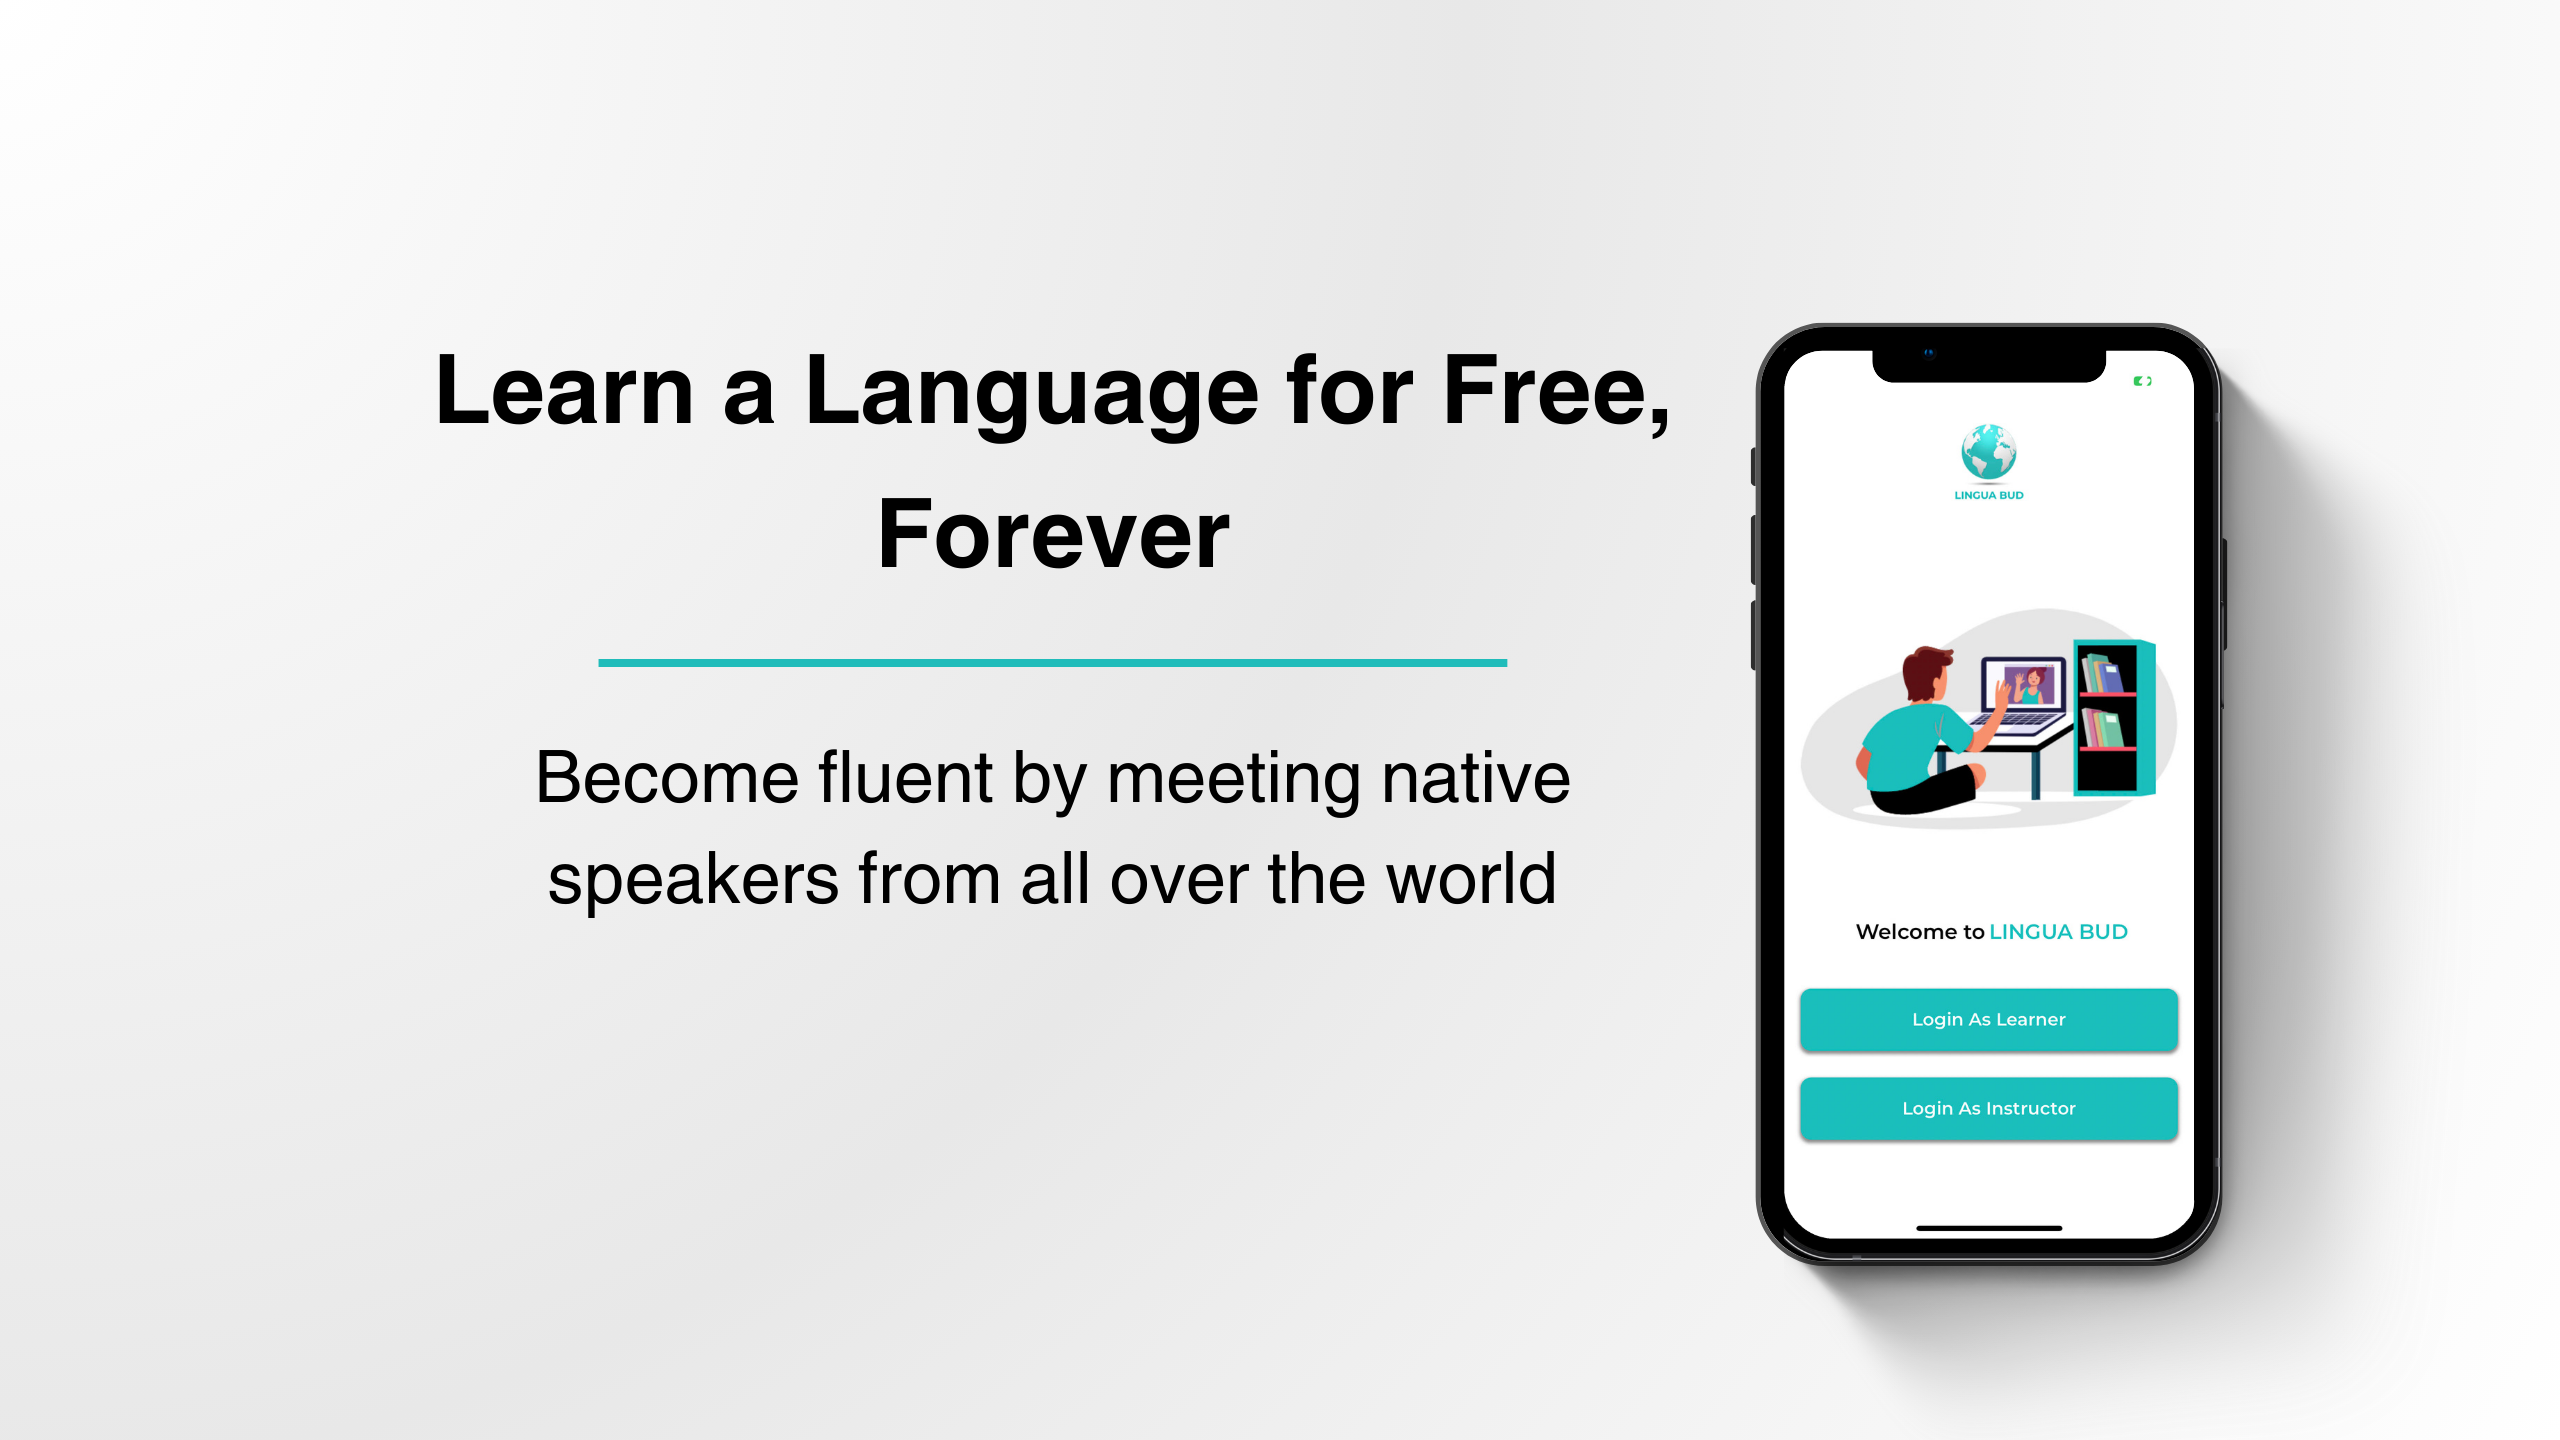 Learn a Language for Free,
Forever
Become fluent by meeting native
speakers from all over the world
LINGUA BUD
Welcome to LINGUA BUD
Login As Learner
Login As Instructor